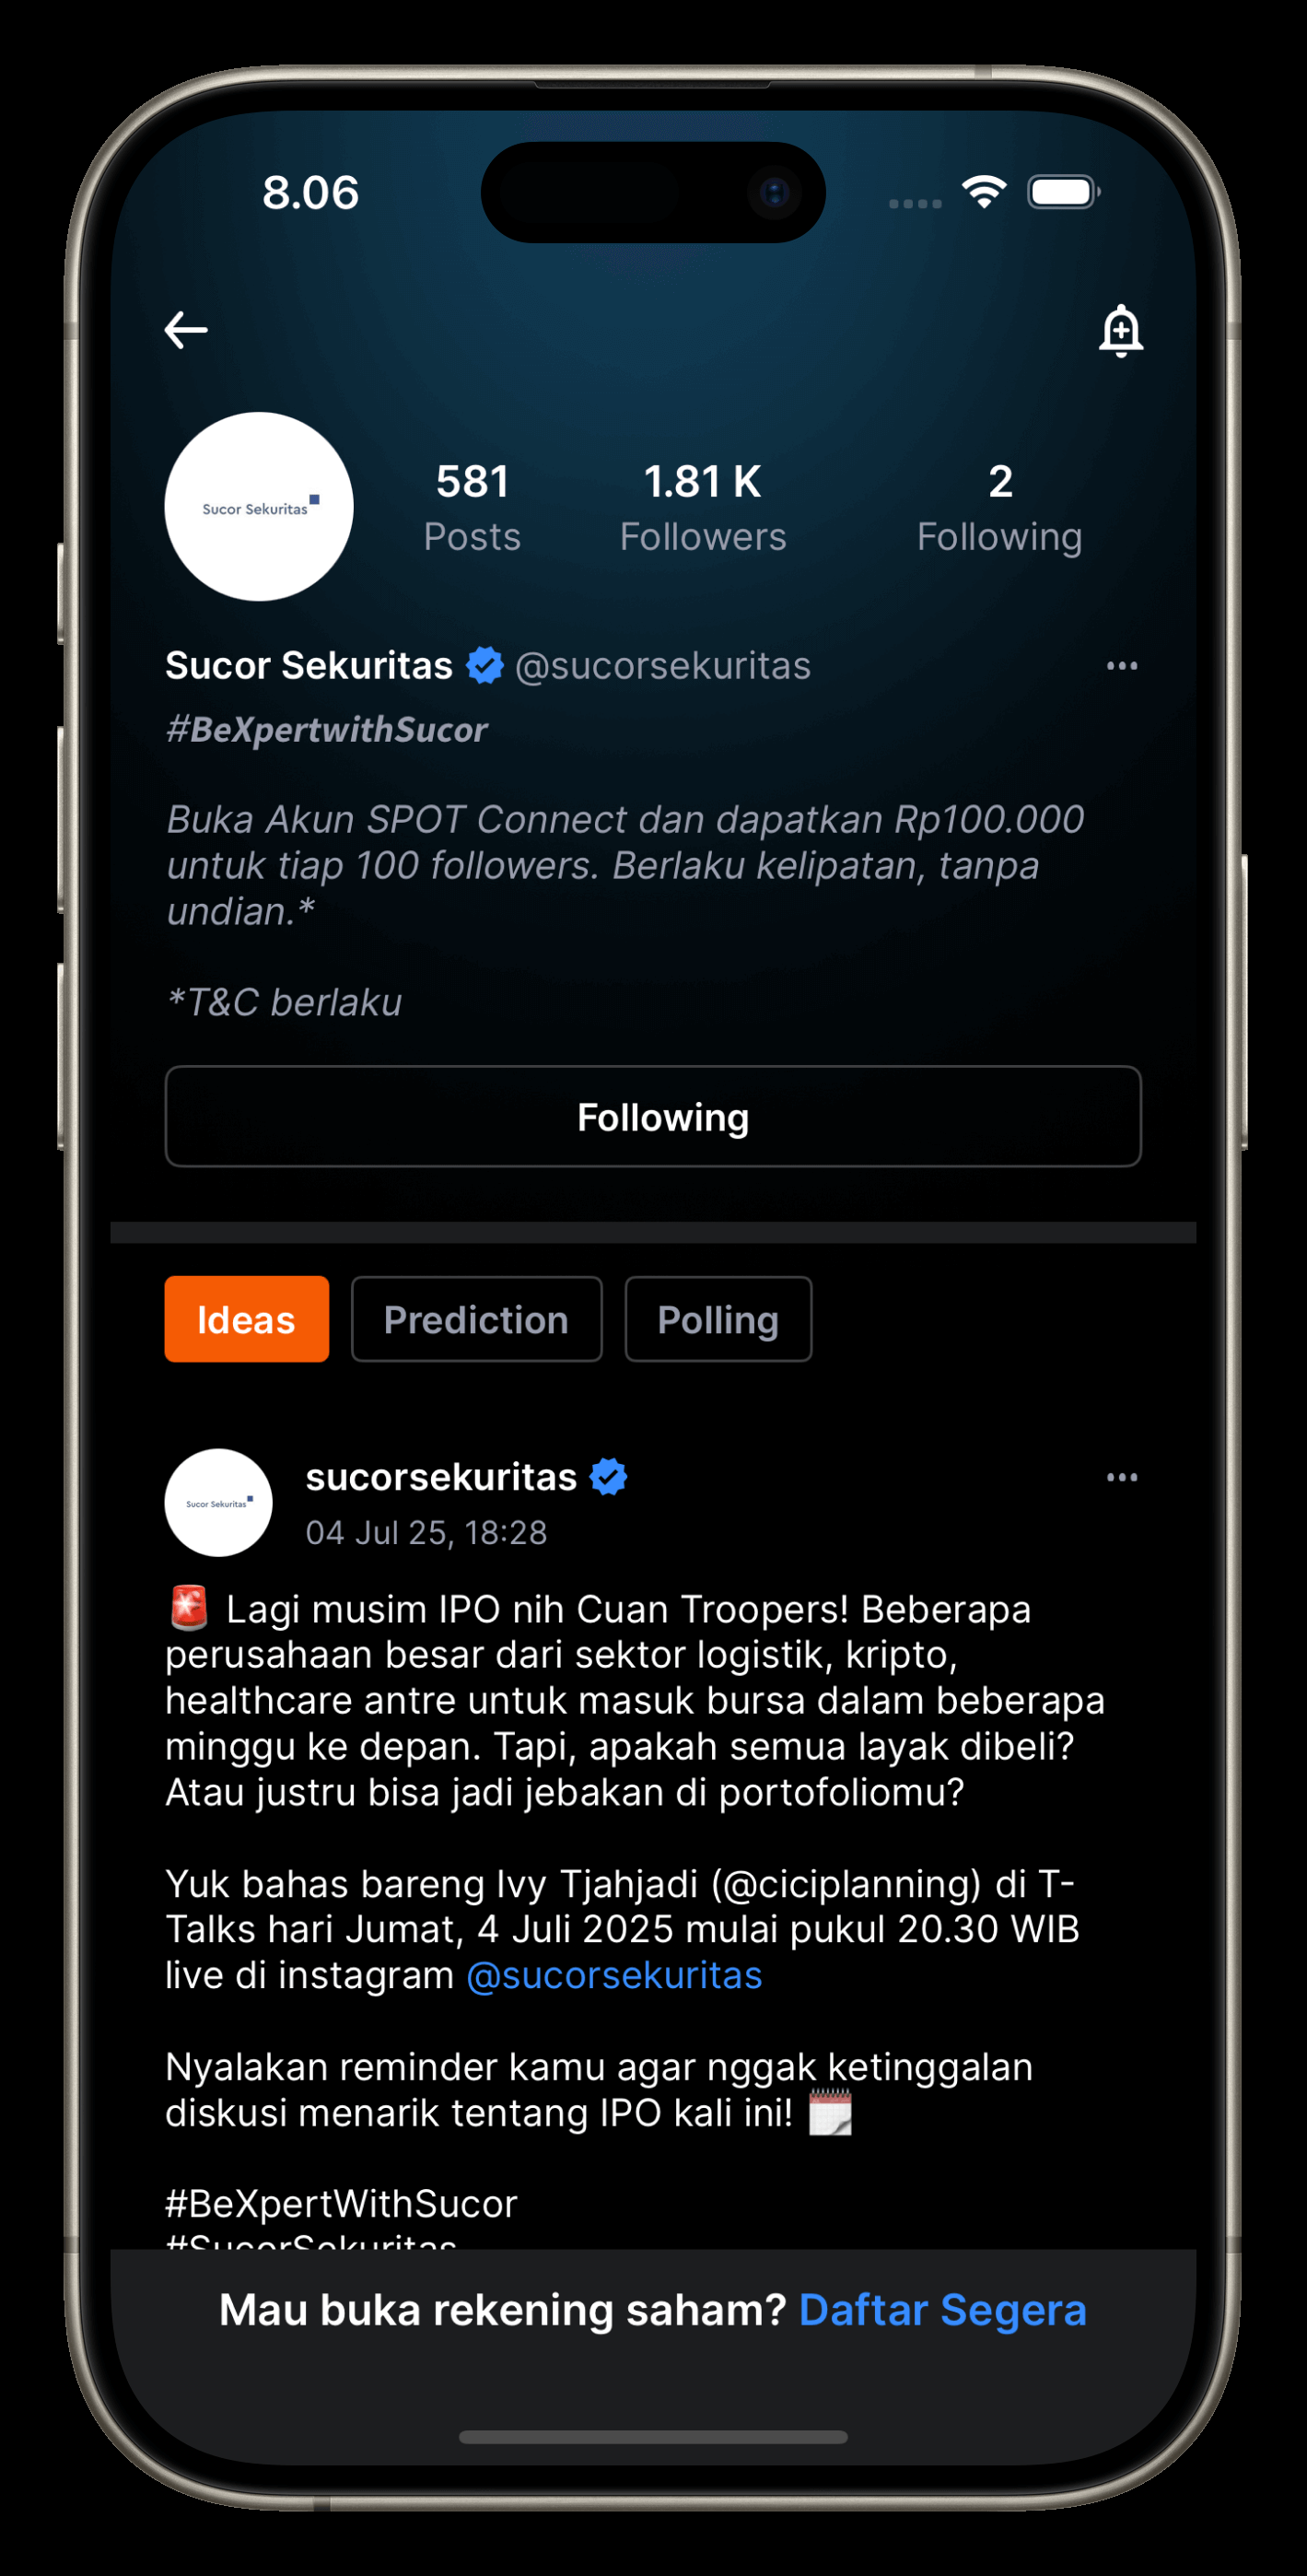 8.06
Sucor Sekuritas
581
Posts
1.81 K
Followers
2
Following
Sucor Sekuritas @sucorsekuritas
#BeXpertwithSucor
Buka Akun SPOT Connect dan dapatkan Rp100.000
untuk tiap 100 followers. Berlaku kelipatan, tanpa
undian.*
*T&C berlaku
Following
Ideas
Prediction
Polling
Sucor Sekuritas
sucorsekuritas
04 Jul 25, 18:28
🚨 Lagi musim IPO nih Cuan Troopers! Beberapa
perusahaan besar dari sektor logistik, kripto,
healthcare antre untuk masuk bursa dalam beberapa
minggu ke depan. Tapi, apakah semua layak dibeli?
Atau justru bisa jadi jebakan di portofoliomu?
Yuk bahas bareng Ivy Tjahjadi (@ciciplanning) di T-
Talks hari Jumat, 4 Juli 2025 mulai pukul 20.30 WIB
live di instagram @sucorsekuritas
Nyalakan reminder kamu agar nggak ketinggalan
diskusi menarik tentang IPO kali ini! 🗓️
#BeXpertWithSucor
#SucorSekuritas
Mau buka rekening saham? Daftar Segera